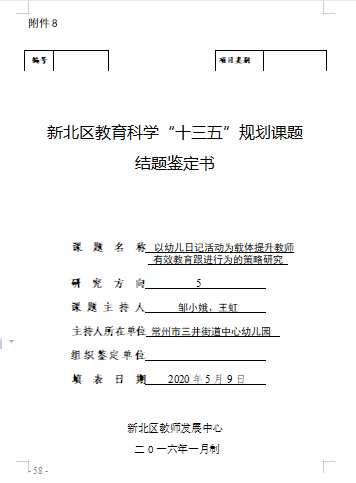 附件8
编号 项目类别
新北区教育科学“十三五”规划课题
结题鉴定书
课题名称 以幼儿日记活动为载体提升教师
有效教育跟进行为的策略研究
研究方向 5
课题主持人 邹小娥、王虹
主持人所在单位 常州市三井街道中心幼儿园
组织鉴定单位
填表日期 2020年5月9日
新北区教师发展中心
二0一六年一月制
- 58 -